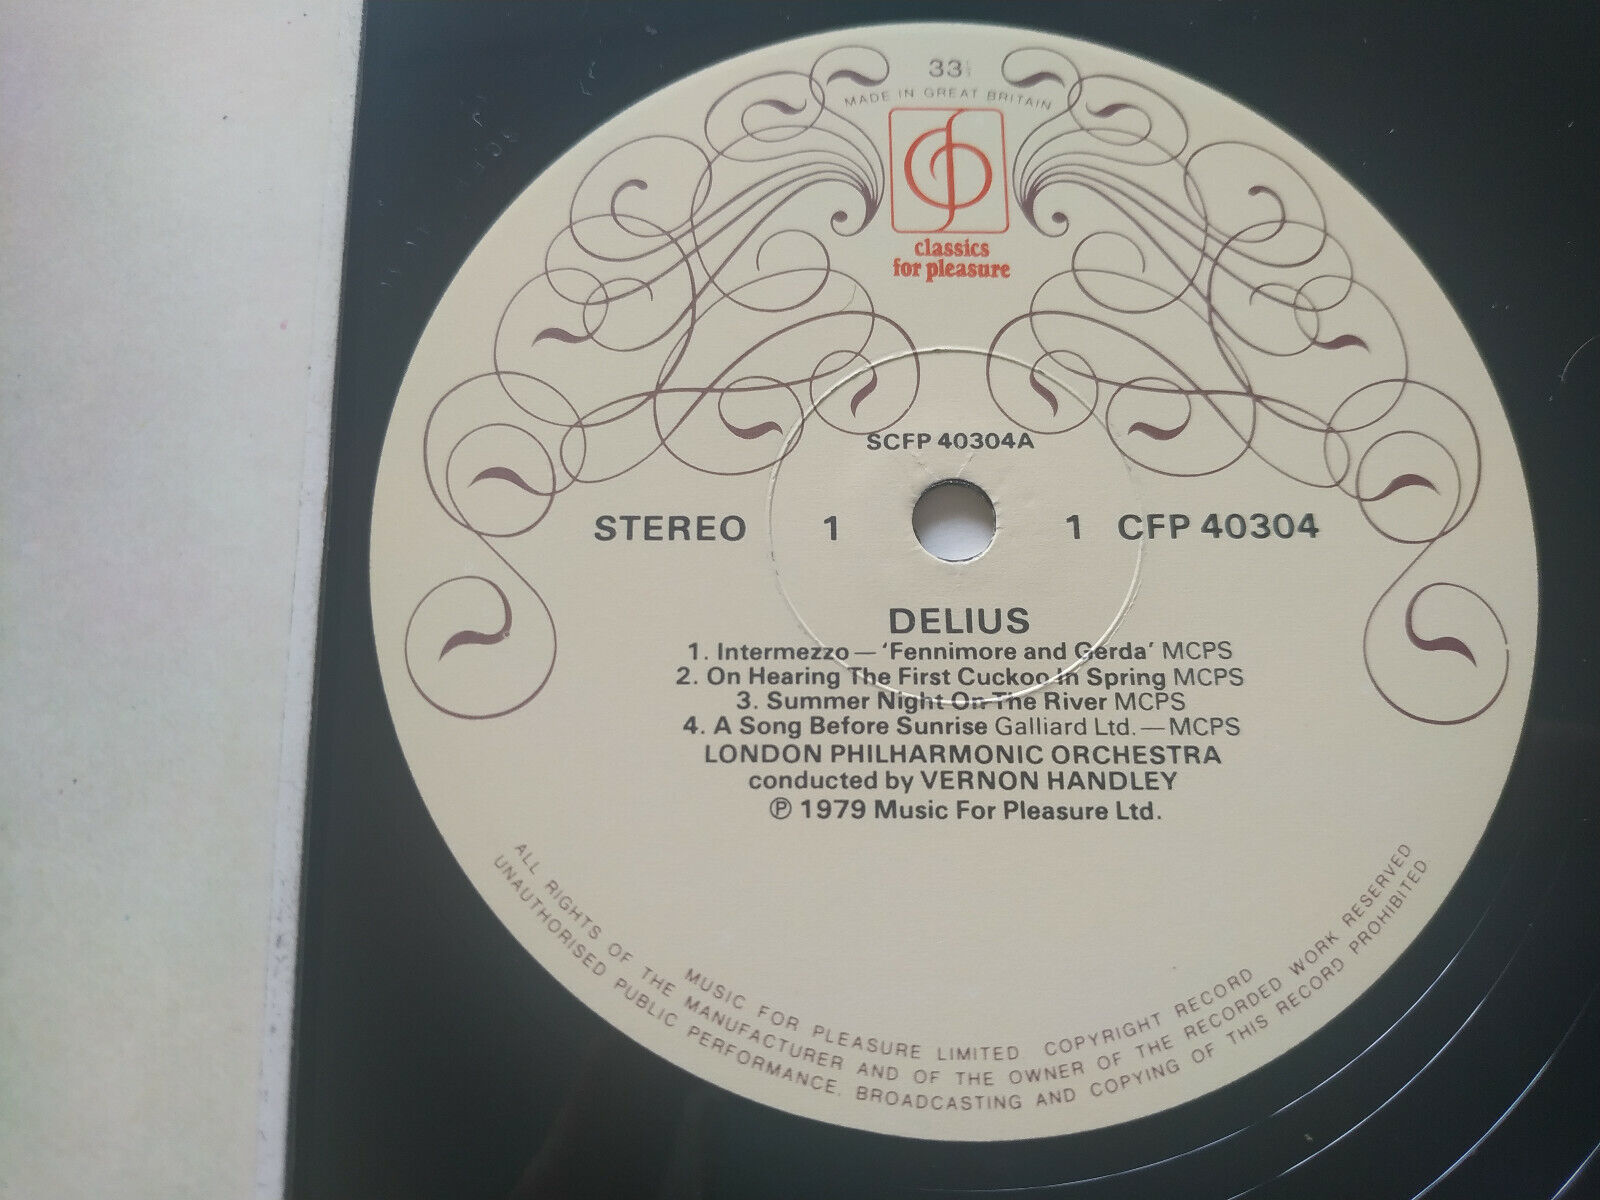 33⅓
MADE IN GREAT BRITAIN
classics
for pleasure
SCFP 40304A
STEREO 1 1 CFP 40304
DELIUS
1. Intermezzo — 'Fennimore and Gerda' MCPS
2. On Hearing The First Cuckoo In Spring MCPS
3. Summer Night On The River MCPS
4. A Song Before Sunrise Galliard Ltd. — MCPS
LONDON PHILHARMONIC ORCHESTRA
conducted by VERNON HANDLEY
℗ 1979 Music For Pleasure Ltd.
MUSIC FOR PLEASURE LIMITED COPYRIGHT RECORD
ALL RIGHTS OF THE MANUFACTURER AND OF THE OWNER OF THE RECORDED WORK RESERVED
UNAUTHORISED PUBLIC PERFORMANCE, BROADCASTING AND COPYING OF THIS RECORD PROHIBITED